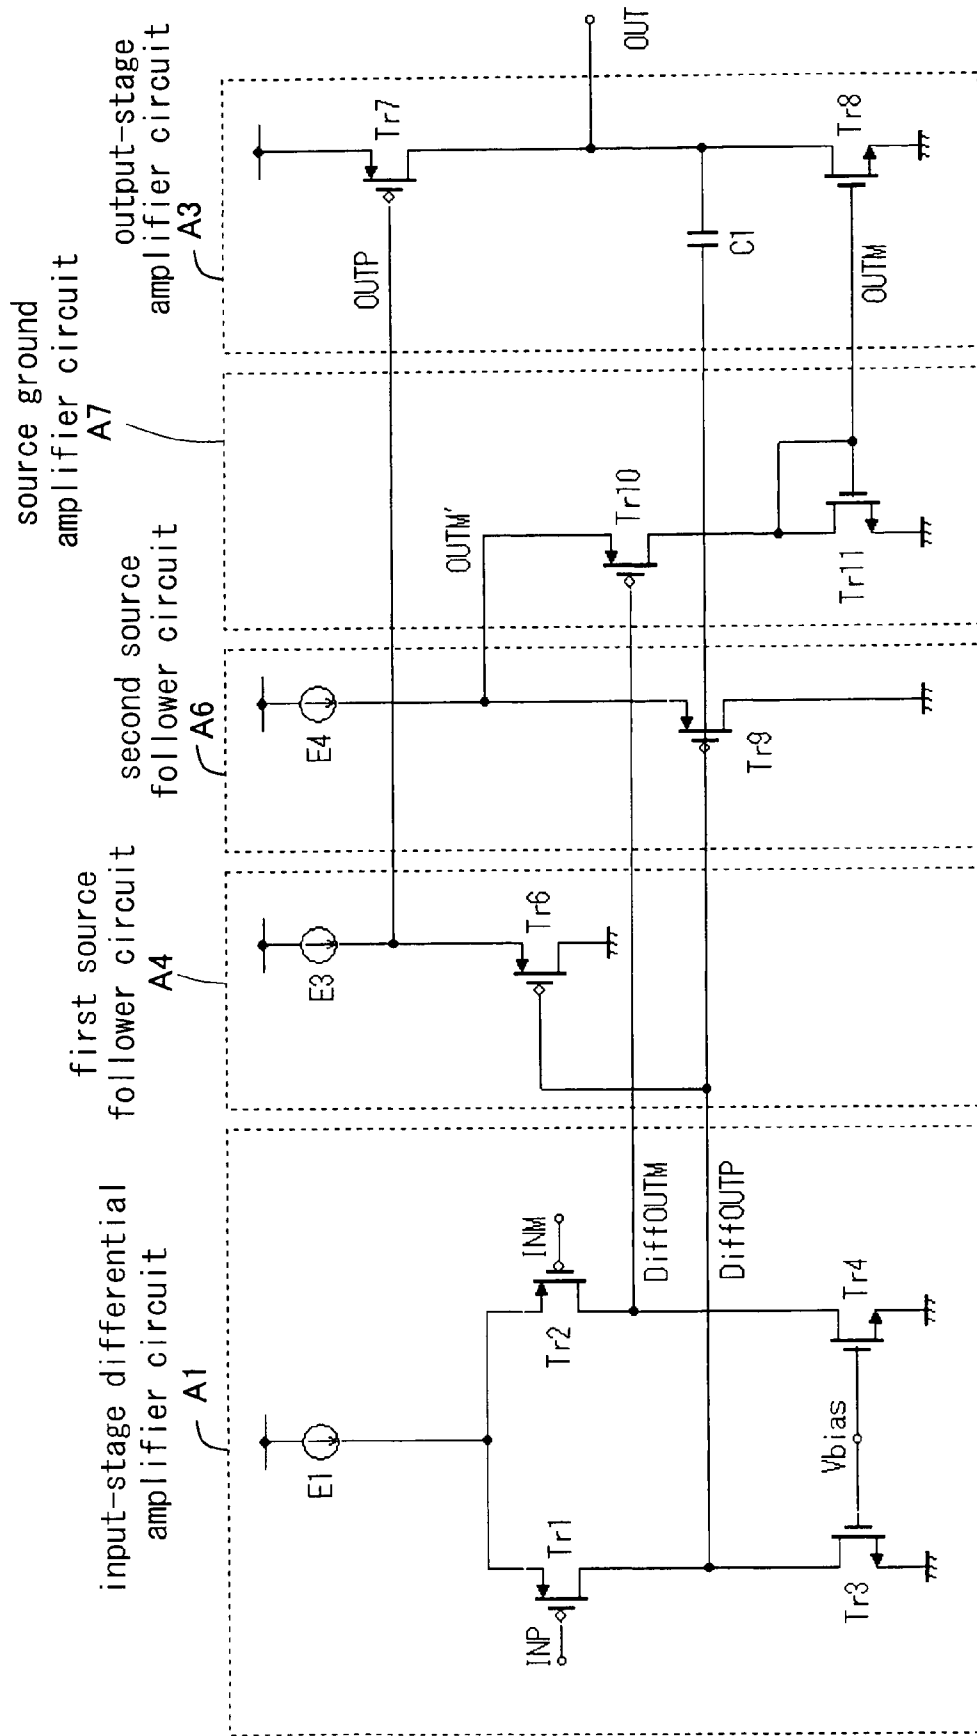 input-stage differential
amplifier circuit
A1
first source
follower circuit
A4
second source
follower circuit
A6
source ground
amplifier circuit
A7
output-stage
amplifier circuit
A3
E1
Tr1
INP
Tr2
INM
DiffOUTM
DiffOUTP
Tr3
Vbias
Tr4
E3
Tr6
E4
Tr9
OUTM'
Tr10
Tr11
OUTP
Tr7
OUT
C1
OUTM
Tr8